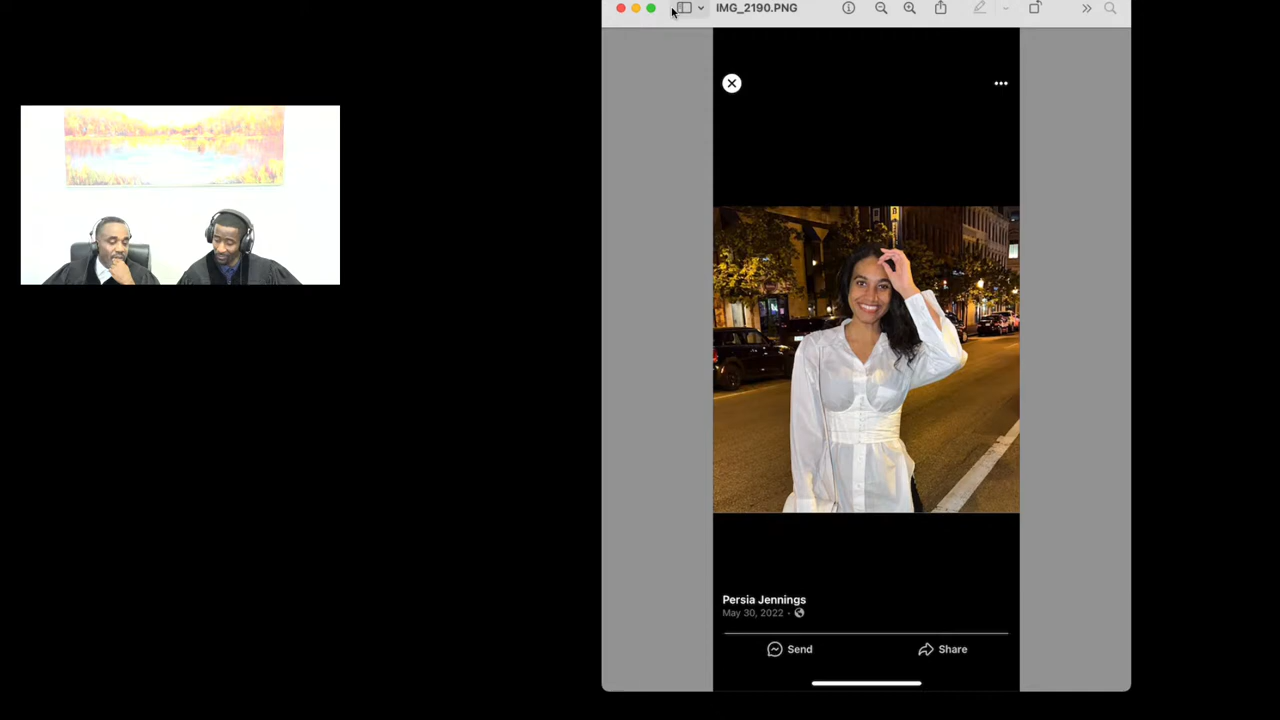 IMG_2190.PNG
Persia Jennings
May 30, 2022 ·
Send
Share